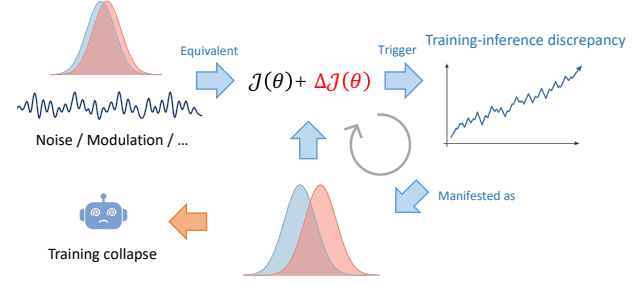 Equivalent
Trigger
Training-inference discrepancy
𝒥(θ) + Δ𝒥(θ)
Noise / Modulation / ...
Manifested as
Training collapse